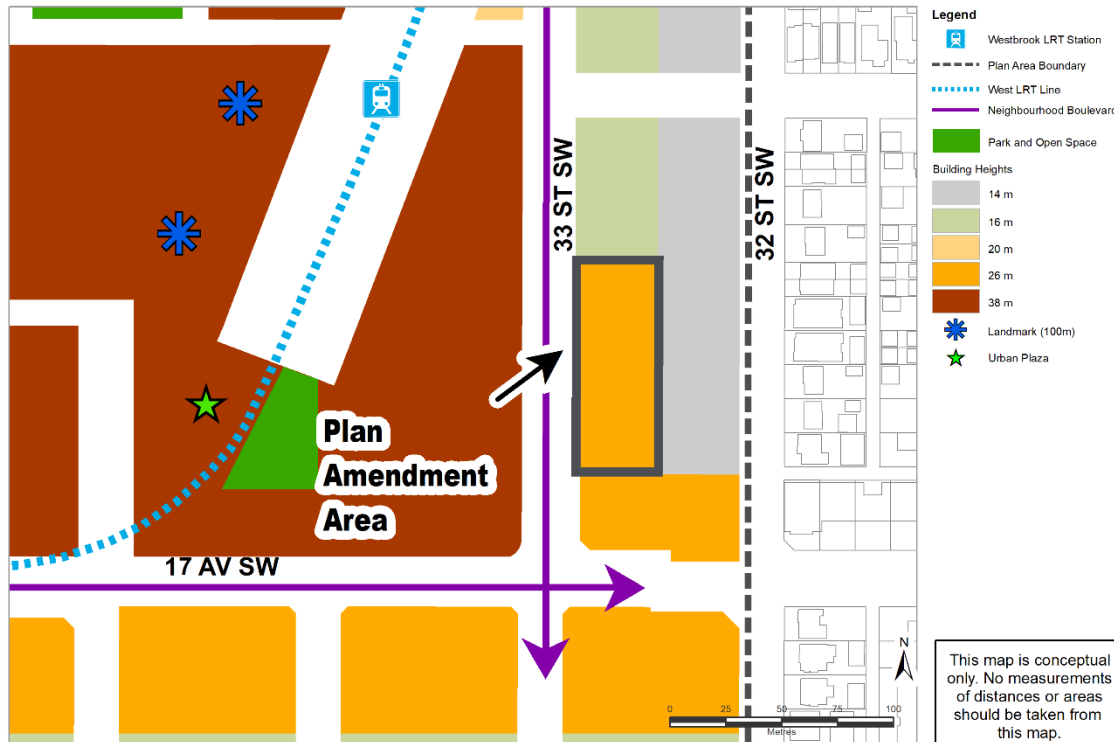 33 ST SW
32 ST SW
Plan
Amendment
Area
17 AV SW
N
0 25 50 100
Metres
Legend
Westbrook LRT Station
Plan Area Boundary
West LRT Line
Neighbourhood Boulevard
Park and Open Space
Building Heights
14 m
16 m
20 m
26 m
38 m
Landmark (100m)
Urban Plaza
This map is conceptual
only. No measurements
of distances or areas
should be taken from
this map.